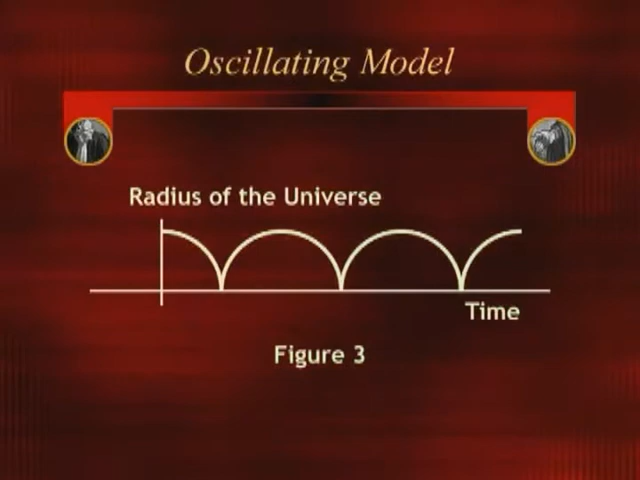 Oscillating Model
Radius of the Universe
Time
Figure 3